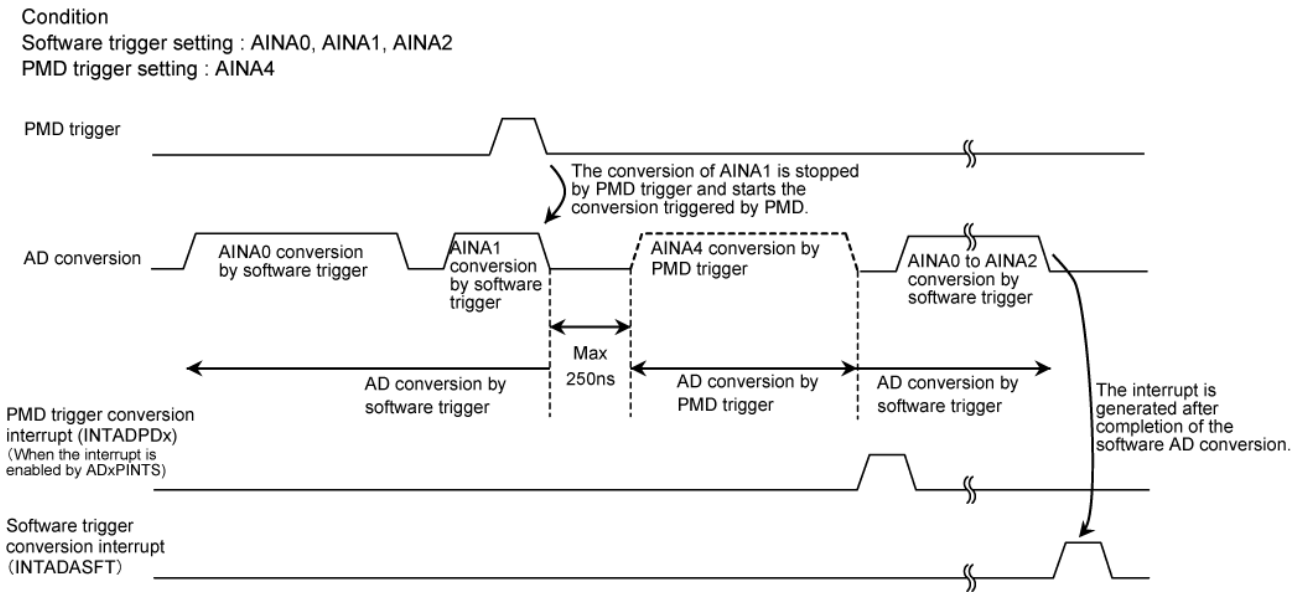 Condition
Software trigger setting : AINA0, AINA1, AINA2
PMD trigger setting : AINA4
PMD trigger
The conversion of AINA1 is stopped
by PMD trigger and starts the
conversion triggered by PMD.
AD conversion
AINA0 conversion
by software trigger
AINA1
conversion
by software
trigger
AINA4 conversion by
PMD trigger
AINA0 to AINA2
conversion by
software trigger
Max
250ns
AD conversion by
software trigger
AD conversion by
PMD trigger
AD conversion by
software trigger
The interrupt is
generated after
completion of the
software AD conversion.
PMD trigger conversion
interrupt (INTADPDx)
(When the interrupt is
enabled by ADxPINTS)
Software trigger
conversion interrupt
(INTADASFT)